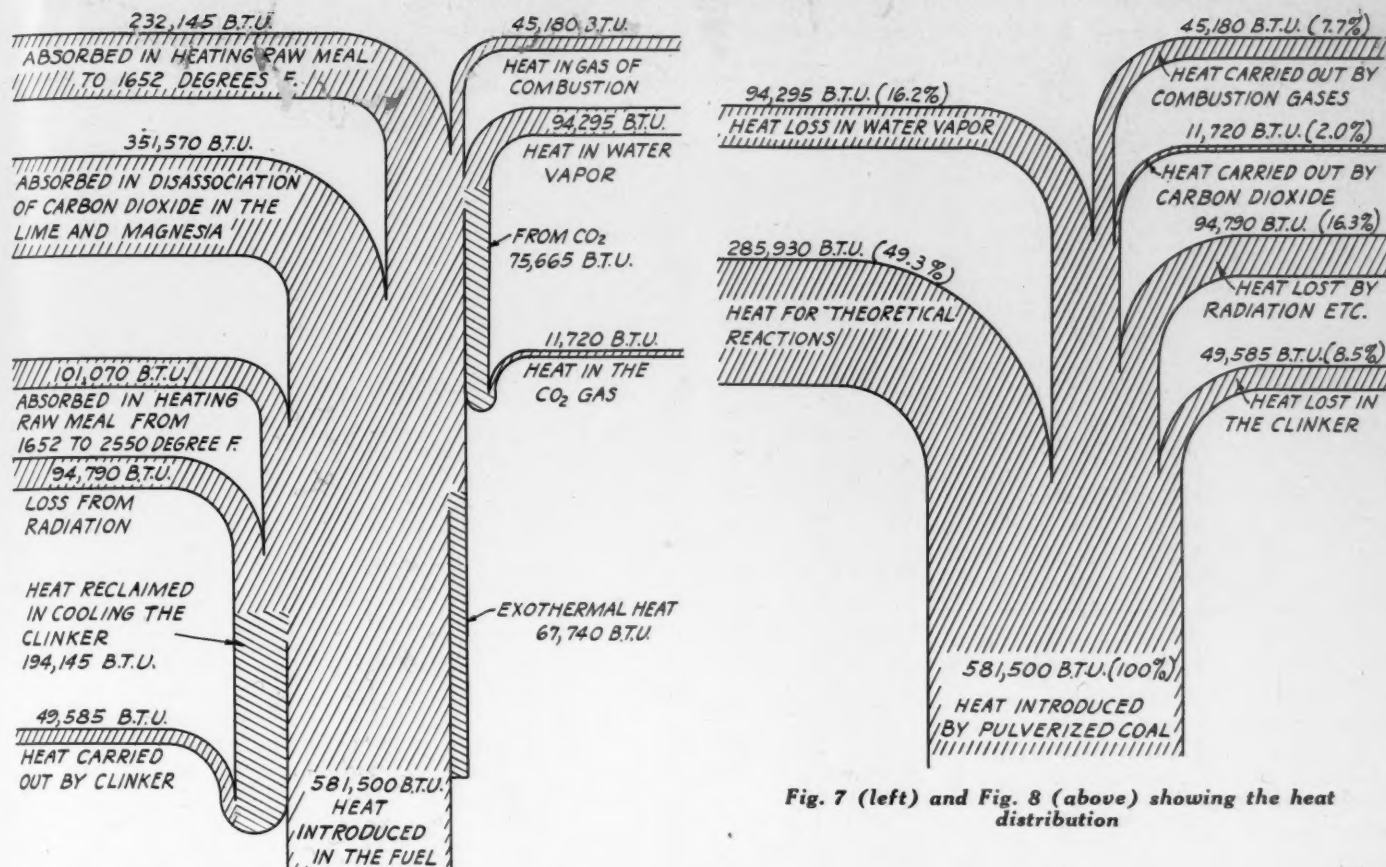 232,145 B.T.U.
ABSORBED IN HEATING RAW MEAL
TO 1652 DEGREES F.
351,570 B.T.U.
ABSORBED IN DISASSOCIATION
OF CARBON DIOXIDE IN THE
LIME AND MAGNESIA
101,070 B.T.U.
ABSORBED IN HEATING
RAW MEAL FROM
1652 TO 2550 DEGREE F.
94,790 B.T.U.
LOSS FROM
RADIATION
HEAT RECLAIMED
IN COOLING THE
CLINKER
194,145 B.T.U.
49,585 B.T.U.
HEAT CARRIED
OUT BY CLINKER
581,500 B.T.U.
HEAT
INTRODUCED
IN THE FUEL
45,180 B.T.U.
HEAT IN GAS OF
COMBUSTION
94,295 B.T.U.
HEAT IN WATER
VAPOR
FROM CO₂
75,665 B.T.U.
11,720 B.T.U.
HEAT IN THE
CO₂ GAS
EXOTHERMAL HEAT
67,740 B.T.U.
94,295 B.T.U. (16.2%)
HEAT LOSS IN WATER VAPOR
285,930 B.T.U. (49.3%)
HEAT FOR THEORETICAL
REACTIONS
45,180 B.T.U. (7.7%)
HEAT CARRIED OUT BY
COMBUSTION GASES
11,720 B.T.U. (2.0%)
HEAT CARRIED OUT BY
CARBON DIOXIDE
94,790 B.T.U. (16.3%)
HEAT LOST BY
RADIATION ETC.
49,585 B.T.U. (8.5%)
HEAT LOST IN
THE CLINKER
581,500 B.T.U. (100%)
HEAT INTRODUCED
BY PULVERIZED COAL
Fig. 7 (left) and Fig. 8 (above) showing the heat
distribution